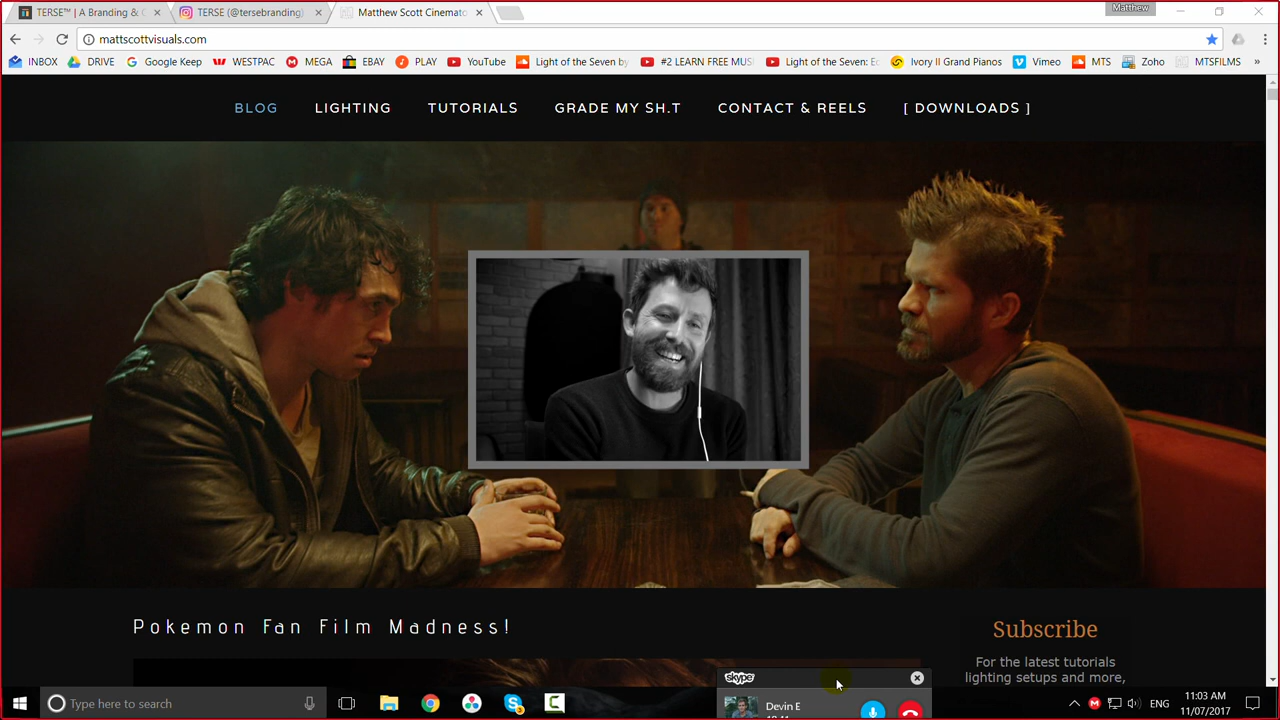 TERSE™ | A Branding & C
TERSE (@tersebranding)
Matthew Scott Cinemato
Matthew
mattscottvisuals.com
INBOX DRIVE Google Keep WESTPAC MEGA EBAY PLAY YouTube Light of the Seven by #2 LEARN FREE MUS Light of the Seven: Ea Ivory II Grand Pianos Vimeo MTS Zoho MTSFILMS »
BLOG LIGHTING TUTORIALS GRADE MY SH.T CONTACT & REELS [ DOWNLOADS ]
Pokemon Fan Film Madness!
Subscribe
For the latest tutorials
lighting setups and more,
skype
Devin E
Type here to search
ENG
11:03 AM
11/07/2017